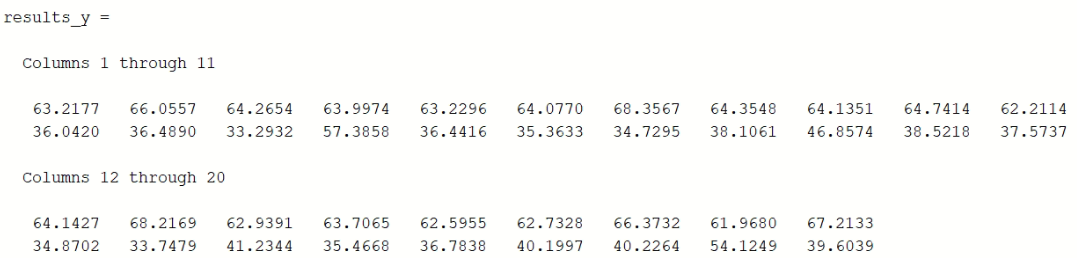 results_y =
Columns 1 through 11
63.2177 66.0557 64.2654 63.9974 63.2296 64.0770 68.3567 64.3548 64.1351 64.7414 62.2114
36.0420 36.4890 33.2932 57.3858 36.4416 35.3633 34.7295 38.1061 46.8574 38.5218 37.5737
Columns 12 through 20
64.1427 68.2169 62.9391 63.7065 62.5955 62.7328 66.3732 61.9680 67.2133
34.8702 33.7479 41.2344 35.4668 36.7838 40.1997 40.2264 54.1249 39.6039